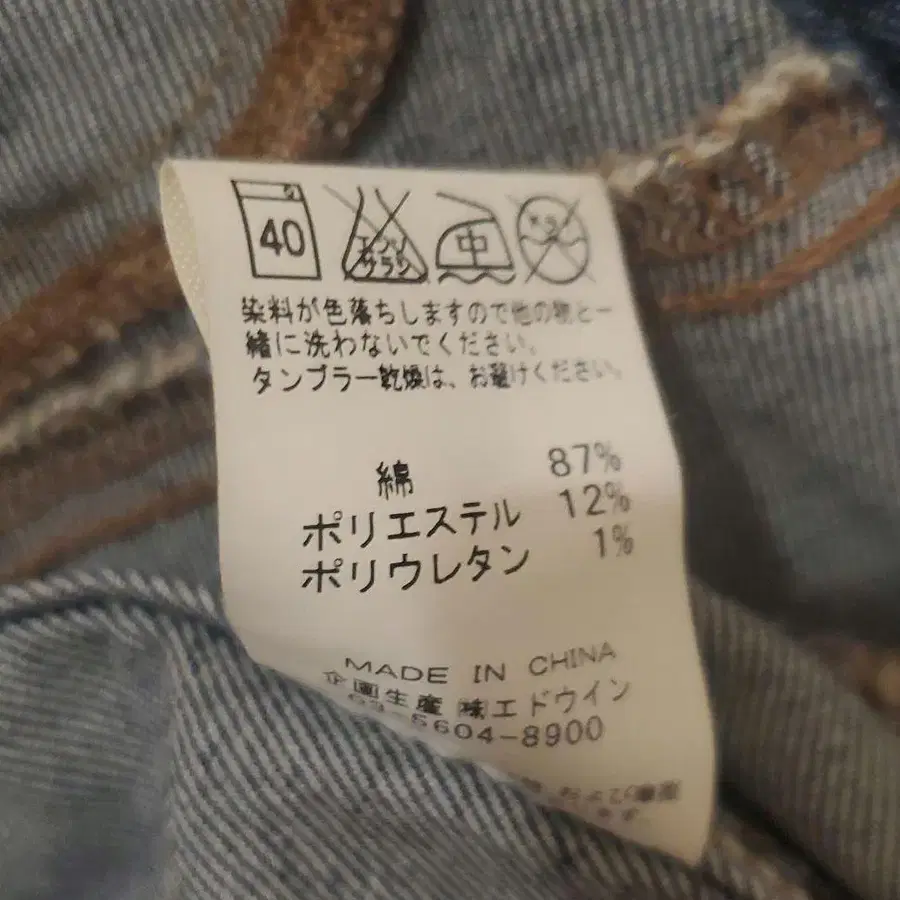 40
エンソ
サラシ
中
ドライ
染料が色落ちしますので他の物と一
緒に洗わないでください。
タンブラー乾燥は、お避けください。
綿 87%
ポリエステル 12%
ポリウレタン 1%
MADE IN CHINA
企画生産 ㈱エドウイン
03-5604-8900